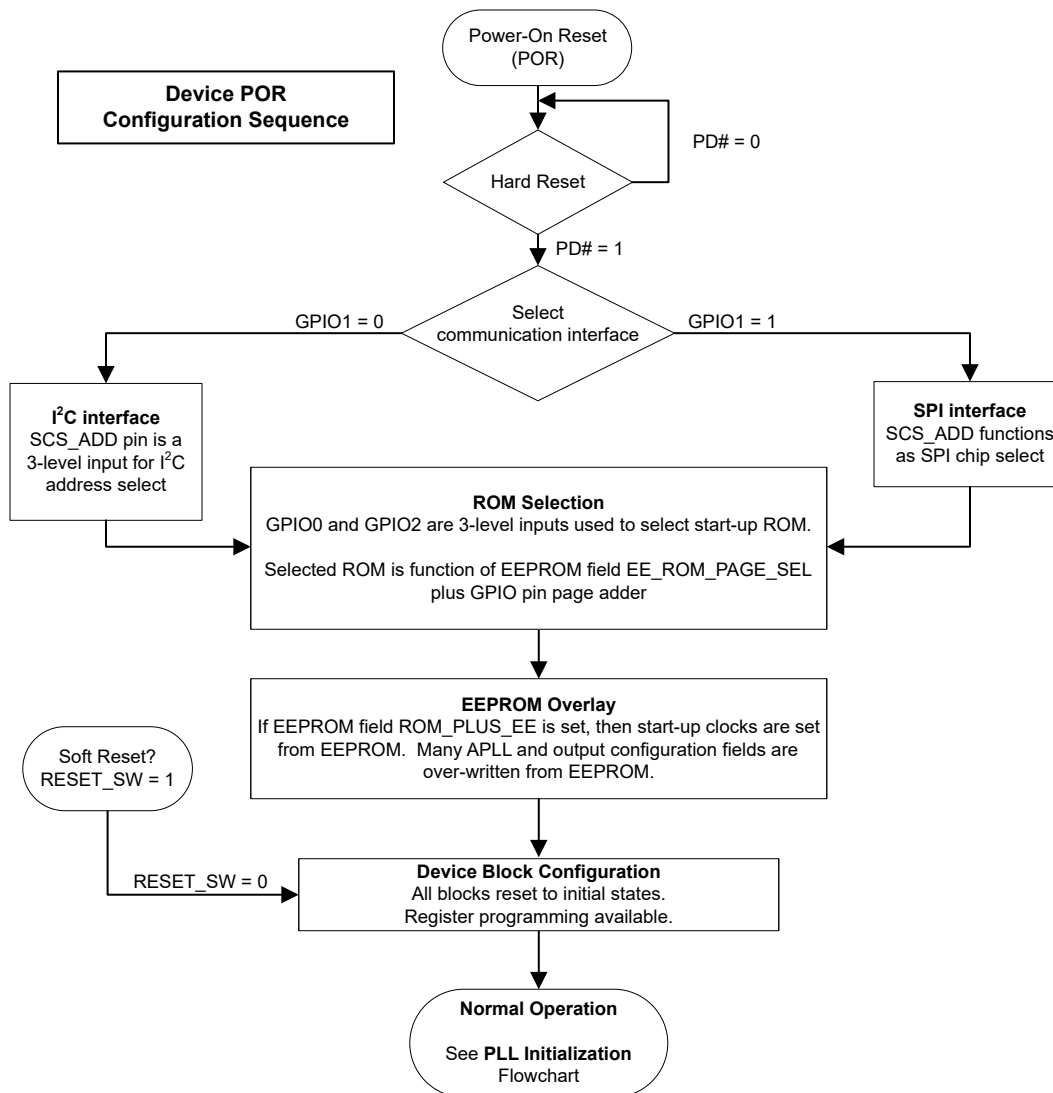 Power-On Reset
(POR)
Device POR
Configuration Sequence
PD# = 0
Hard Reset
PD# = 1
Select
communication interface
GPIO1 = 0
GPIO1 = 1
I²C interface
SCS_ADD pin is a
3-level input for I²C
address select
SPI interface
SCS_ADD functions
as SPI chip select
ROM Selection
GPIO0 and GPIO2 are 3-level inputs used to select start-up ROM.
Selected ROM is function of EEPROM field EE_ROM_PAGE_SEL
plus GPIO pin page adder
EEPROM Overlay
If EEPROM field ROM_PLUS_EE is set, then start-up clocks are set
from EEPROM. Many APLL and output configuration fields are
over-written from EEPROM.
Soft Reset?
RESET_SW = 1
RESET_SW = 0
Device Block Configuration
All blocks reset to initial states.
Register programming available.
Normal Operation
See PLL Initialization
Flowchart